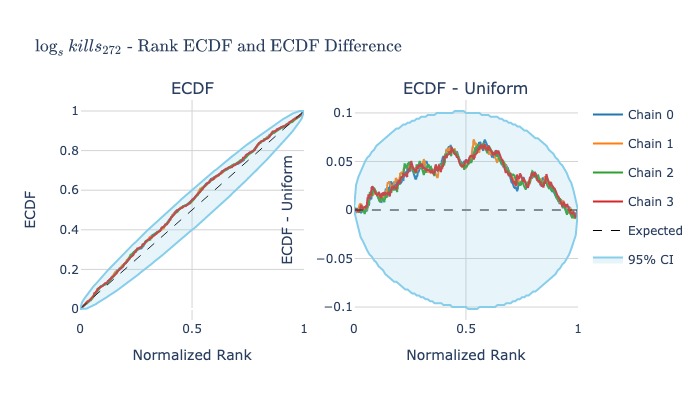 log_s kills_272 - Rank ECDF and ECDF Difference
ECDF
ECDF - Uniform
ECDF
1
0.8
0.6
0.4
0.2
0
0
0.5
1
Normalized Rank
ECDF - Uniform
0.1
0.05
0
−0.05
−0.1
0
0.5
1
Normalized Rank
Chain 0
Chain 1
Chain 2
Chain 3
Expected
95% CI